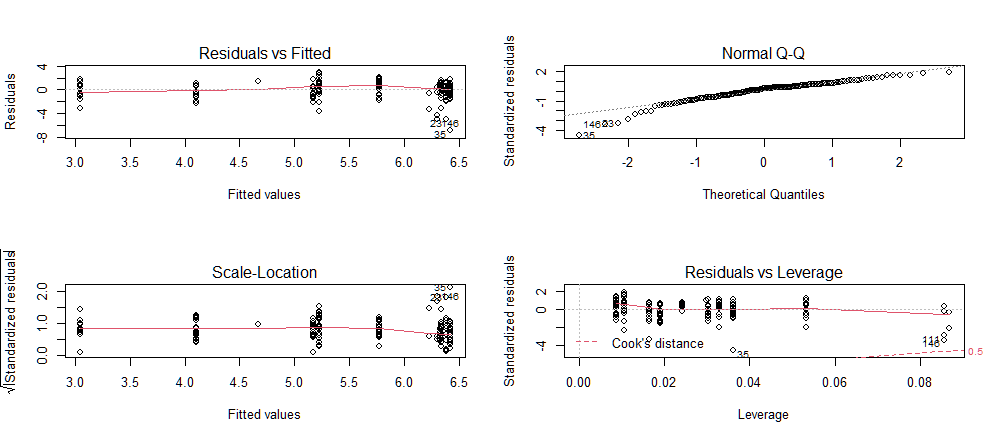 Residuals vs Fitted
Residuals
4
0
-4
-8
35
3.0 3.5 4.0 4.5 5.0 5.5 6.0 6.5
Fitted values
Normal Q-Q
Standardized residuals
2
-1
-4
35
-2 -1 0 1 2
Theoretical Quantiles
Scale-Location
√|Standardized residuals|
2.0
1.0
0.0
35
3.0 3.5 4.0 4.5 5.0 5.5 6.0 6.5
Fitted values
Residuals vs Leverage
Standardized residuals
2
0
-4
Cook's distance
35
111
146
0.5
0.00 0.02 0.04 0.06 0.08
Leverage